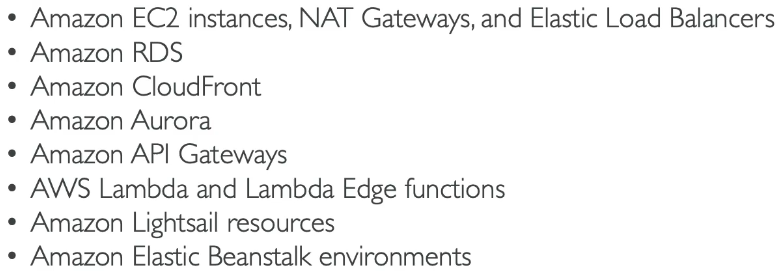 • Amazon EC2 instances, NAT Gateways, and Elastic Load Balancers
• Amazon RDS
• Amazon CloudFront
• Amazon Aurora
• Amazon API Gateways
• AWS Lambda and Lambda Edge functions
• Amazon Lightsail resources
• Amazon Elastic Beanstalk environments